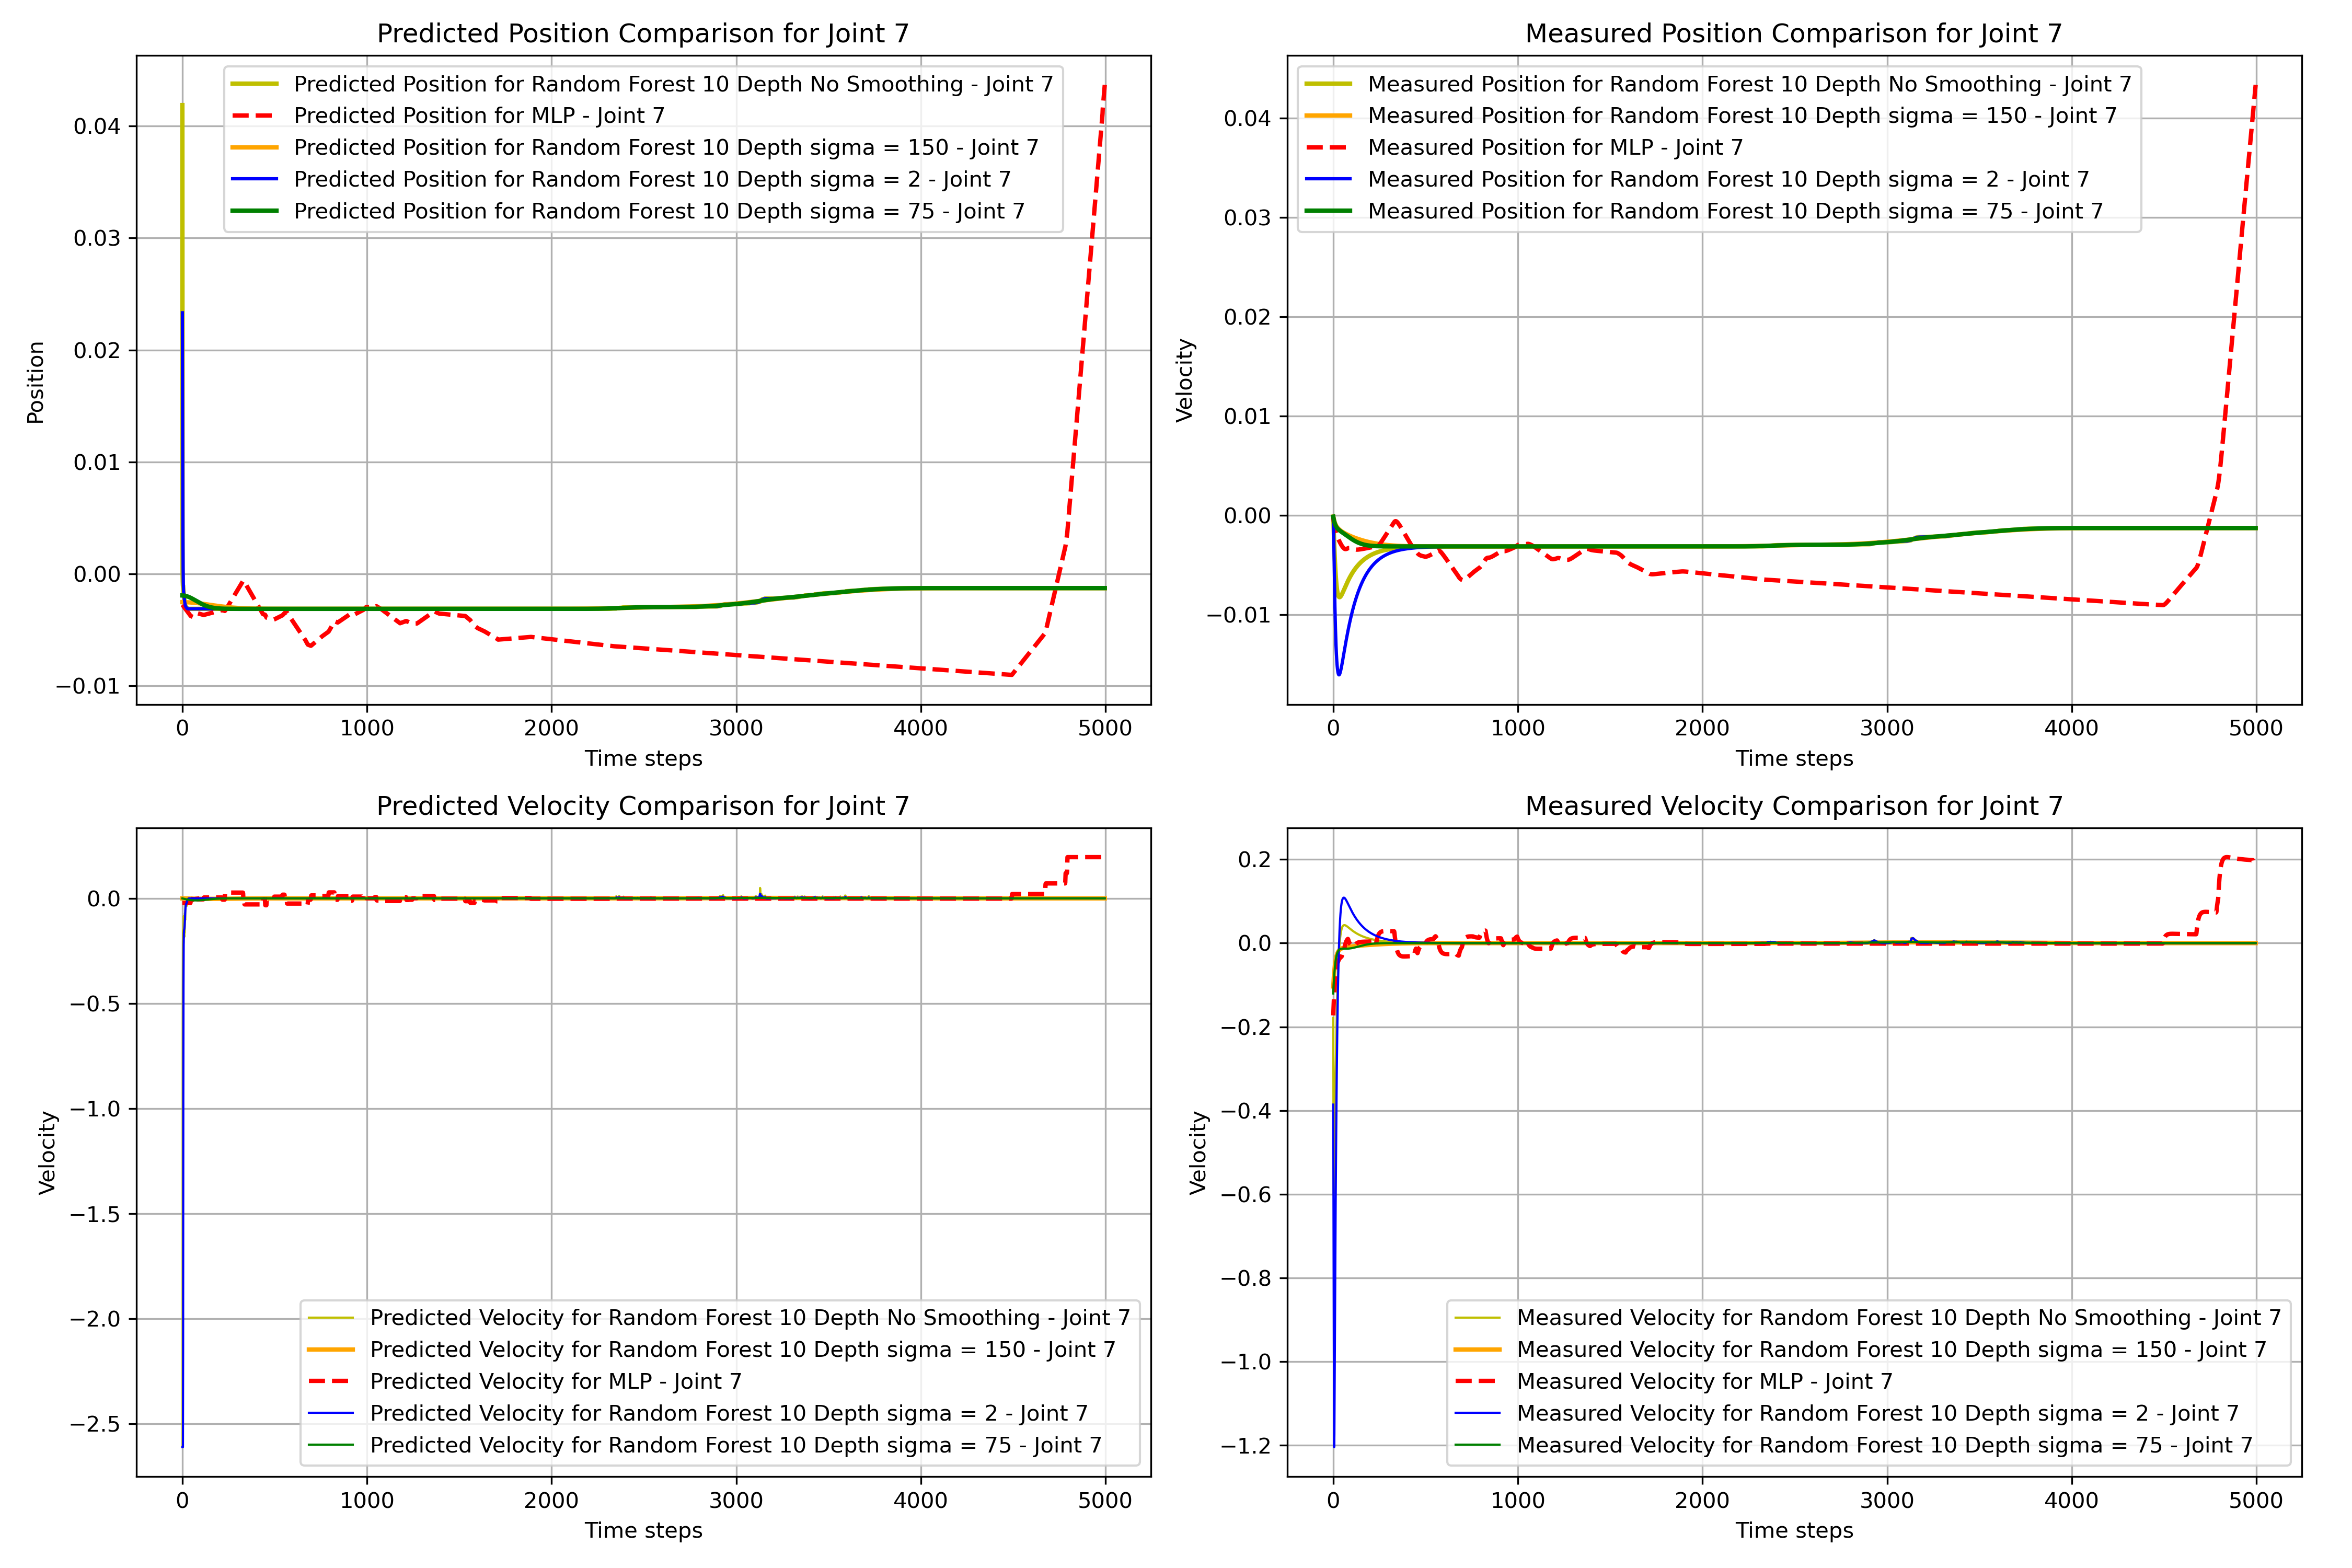 Predicted Position Comparison for Joint 7
Predicted Position for Random Forest 10 Depth No Smoothing - Joint 7
Predicted Position for MLP - Joint 7
Predicted Position for Random Forest 10 Depth sigma = 150 - Joint 7
Predicted Position for Random Forest 10 Depth sigma = 2 - Joint 7
Predicted Position for Random Forest 10 Depth sigma = 75 - Joint 7
Position
0.04
0.03
0.02
0.01
0.00
−0.01
0 1000 2000 3000 4000 5000
Time steps
Measured Position Comparison for Joint 7
Measured Position for Random Forest 10 Depth No Smoothing - Joint 7
Measured Position for Random Forest 10 Depth sigma = 150 - Joint 7
Measured Position for MLP - Joint 7
Measured Position for Random Forest 10 Depth sigma = 2 - Joint 7
Measured Position for Random Forest 10 Depth sigma = 75 - Joint 7
Velocity
0.04
0.03
0.02
0.01
0.00
−0.01
0 1000 2000 3000 4000 5000
Time steps
Predicted Velocity Comparison for Joint 7
Velocity
0.0
−0.5
−1.0
−1.5
−2.0
−2.5
Predicted Velocity for Random Forest 10 Depth No Smoothing - Joint 7
Predicted Velocity for Random Forest 10 Depth sigma = 150 - Joint 7
Predicted Velocity for MLP - Joint 7
Predicted Velocity for Random Forest 10 Depth sigma = 2 - Joint 7
Predicted Velocity for Random Forest 10 Depth sigma = 75 - Joint 7
0 1000 2000 3000 4000 5000
Time steps
Measured Velocity Comparison for Joint 7
Velocity
0.2
0.0
−0.2
−0.4
−0.6
−0.8
−1.0
−1.2
Measured Velocity for Random Forest 10 Depth No Smoothing - Joint 7
Measured Velocity for Random Forest 10 Depth sigma = 150 - Joint 7
Measured Velocity for MLP - Joint 7
Measured Velocity for Random Forest 10 Depth sigma = 2 - Joint 7
Measured Velocity for Random Forest 10 Depth sigma = 75 - Joint 7
0 1000 2000 3000 4000 5000
Time steps